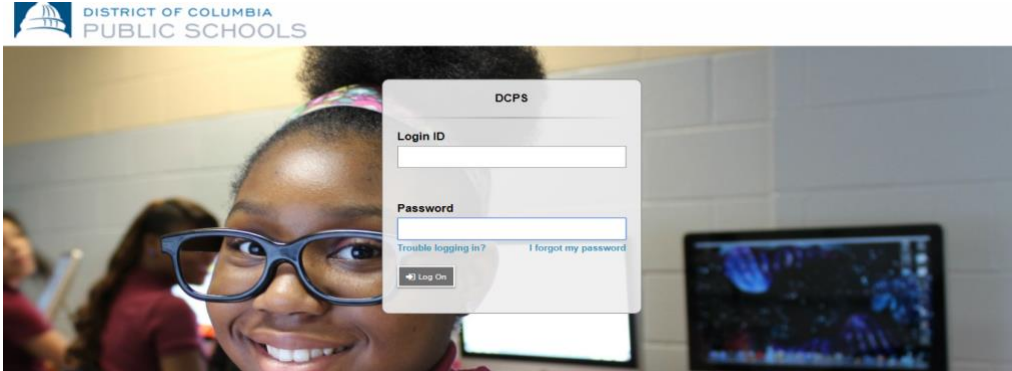 DISTRICT OF COLUMBIA
PUBLIC SCHOOLS
DCPS
Login ID
Password
Trouble logging in? I forgot my password
Log On